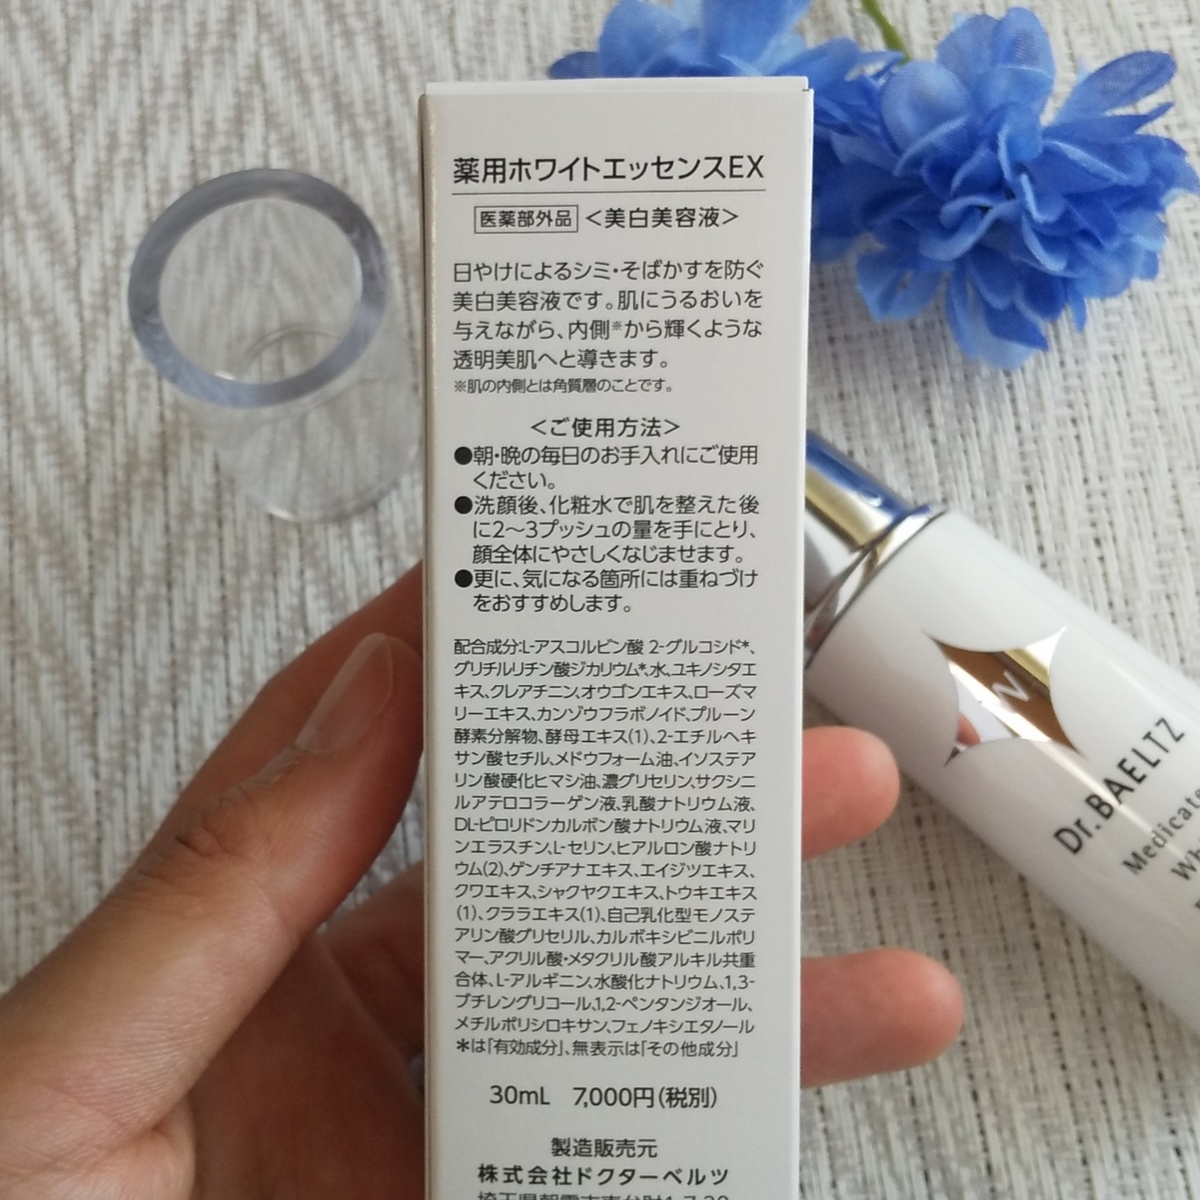 薬用ホワイトエッセンスEX
医薬部外品 <美白美容液>
日やけによるシミ・そばかすを防ぐ
美白美容液です。肌にうるおいを
与えながら、内側※から輝くような
透明美肌へと導きます。
※肌の内側とは角質層のことです。
<ご使用方法>
●朝・晩の毎日のお手入れにご使用
ください。
●洗顔後、化粧水で肌を整えた後
に2～3プッシュの量を手にとり、
顔全体にやさしくなじませます。
●更に、気になる箇所には重ねづけ
をおすすめします。
配合成分:L-アスコルビン酸 2-グルコシド*、
グリチルリチン酸ジカリウム*、水、ユキノシタエ
キス、クレアチニン、オウゴンエキス、ローズマ
リーエキス、カンゾウフラボノイド、プルーン
酵素分解物、酵母エキス(1)、2-エチルヘキ
サン酸セチル、メドウフォーム油、イソステア
リン酸硬化ヒマシ油、濃グリセリン、サクシニ
ルアテロコラーゲン液、乳酸ナトリウム液、
DL-ピロリドンカルボン酸ナトリウム液、マリ
ンエラスチン、L-セリン、ヒアルロン酸ナトリ
ウム(2)、ゲンチアナエキス、エイジツエキス、
クワエキス、シャクヤクエキス、トウキエキス
(1)、クララエキス(1)、自己乳化型モノステ
アリン酸グリセリル、カルボキシビニルポリ
マー、アクリル酸・メタクリル酸アルキル共重
合体、L-アルギニン、水酸化ナトリウム、1,3-
ブチレングリコール、1,2-ペンタンジオール、
メチルポリシロキサン、フェノキシエタノール
*は「有効成分」、無表示は「その他成分」
30mL 7,000円(税別)
製造販売元
株式会社ドクターベルツ
W
Dr.BAELTZ
Medicate
Wh